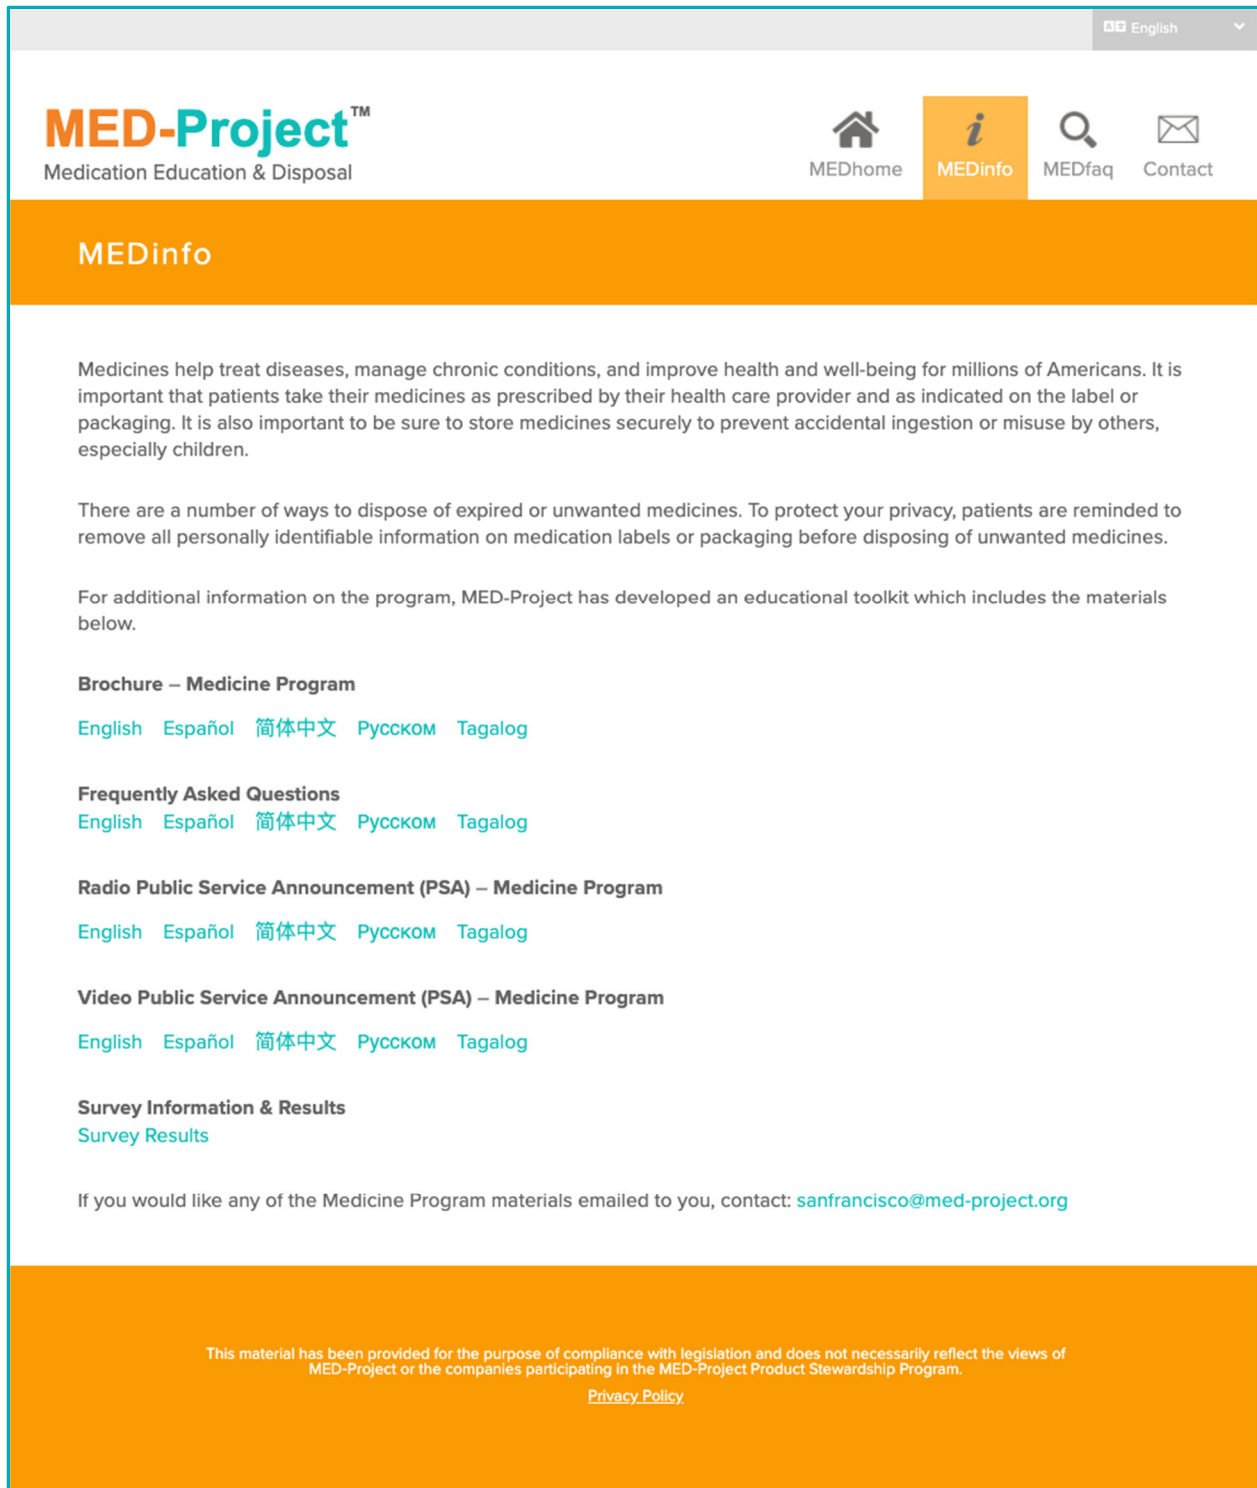 English
MED-Project™
Medication Education & Disposal
MEDhome
MEDinfo
MEDfaq
Contact
MEDinfo
Medicines help treat diseases, manage chronic conditions, and improve health and well-being for millions of Americans. It is
important that patients take their medicines as prescribed by their health care provider and as indicated on the label or
packaging. It is also important to be sure to store medicines securely to prevent accidental ingestion or misuse by others,
especially children.
There are a number of ways to dispose of expired or unwanted medicines. To protect your privacy, patients are reminded to
remove all personally identifiable information on medication labels or packaging before disposing of unwanted medicines.
For additional information on the program, MED-Project has developed an educational toolkit which includes the materials
below.
Brochure – Medicine Program
English Español 简体中文 Русском Tagalog
Frequently Asked Questions
English Español 简体中文 Русском Tagalog
Radio Public Service Announcement (PSA) – Medicine Program
English Español 简体中文 Русском Tagalog
Video Public Service Announcement (PSA) – Medicine Program
English Español 简体中文 Русском Tagalog
Survey Information & Results
Survey Results
If you would like any of the Medicine Program materials emailed to you, contact: sanfrancisco@med-project.org
This material has been provided for the purpose of compliance with legislation and does not necessarily reflect the views of
MED-Project or the companies participating in the MED-Project Product Stewardship Program.
Privacy Policy